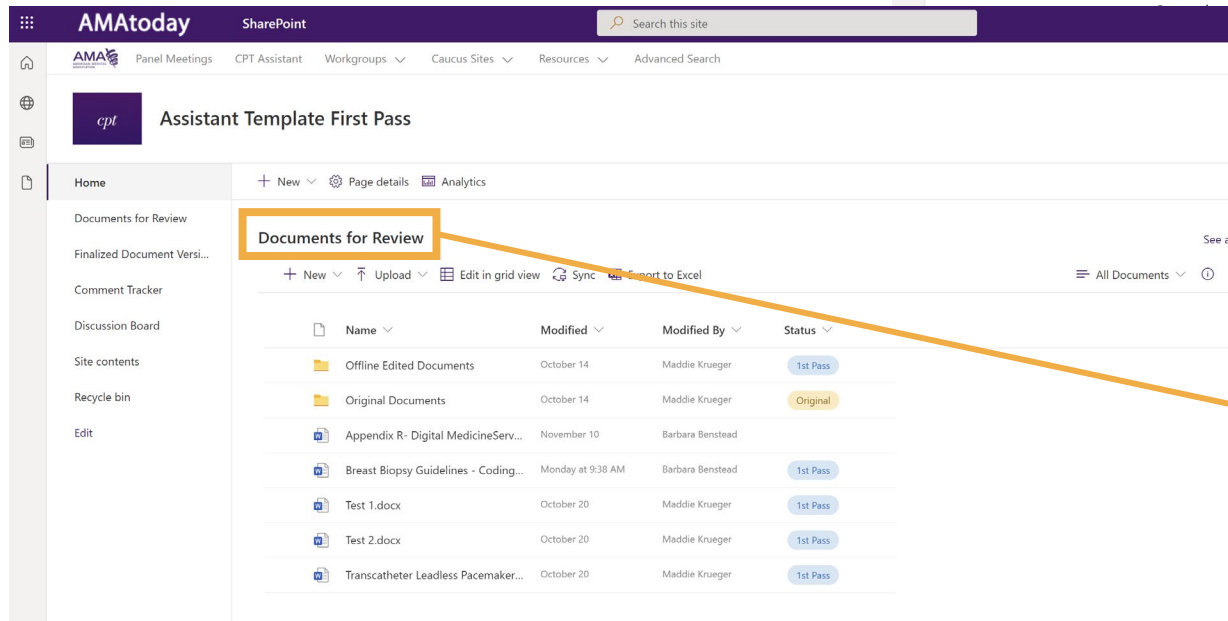 AMAtoday SharePoint Search this site
AMA Panel Meetings CPT Assistant Workgroups Caucus Sites Resources Advanced Search
cpt Assistant Template First Pass
Home
Documents for Review
Finalized Document Versi...
Comment Tracker
Discussion Board
Site contents
Recycle bin
Edit
New Page details Analytics
Documents for Review See a
New Upload Edit in grid view Sync Export to Excel All Documents
Name Modified Modified By Status
Offline Edited Documents October 14 Maddie Krueger 1st Pass
Original Documents October 14 Maddie Krueger Original
Appendix R- Digital MedicineServ... November 10 Barbara Benstead
Breast Biopsy Guidelines - Coding... Monday at 9:38 AM Barbara Benstead 1st Pass
Test 1.docx October 20 Maddie Krueger 1st Pass
Test 2.docx October 20 Maddie Krueger 1st Pass
Transcatheter Leadless Pacemaker... October 20 Maddie Krueger 1st Pass